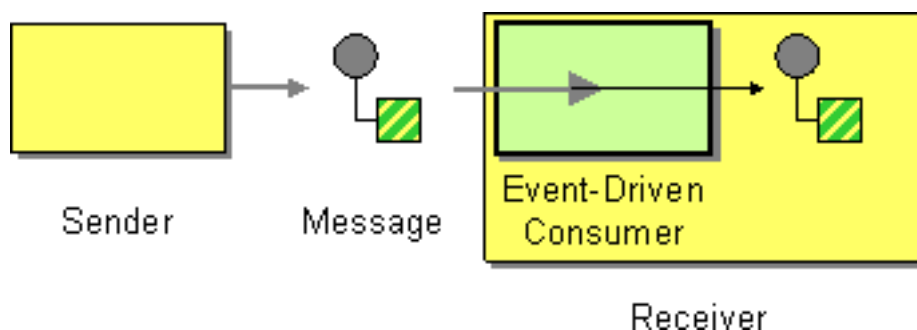 Sender
Message
Event-Driven
Consumer
Receiver